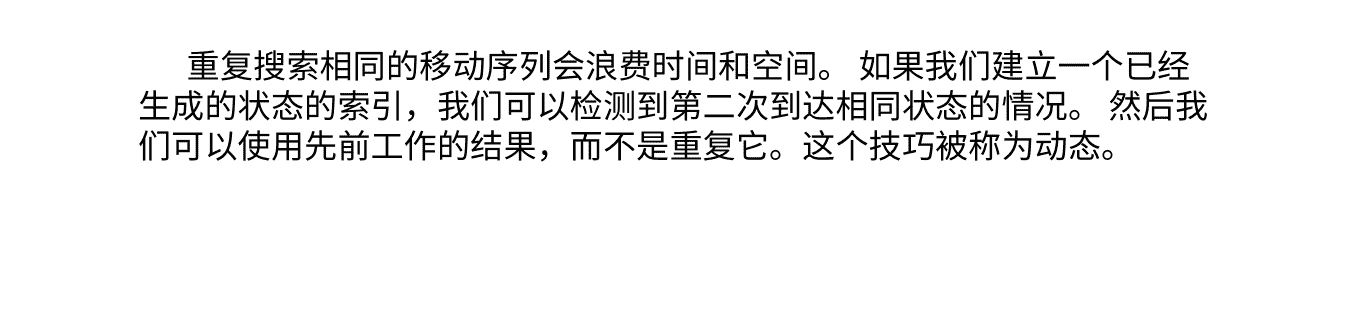 重复搜索相同的移动序列会浪费时间和空间。 如果我们建立一个已经
生成的状态的索引，我们可以检测到第二次到达相同状态的情况。 然后我
们可以使用先前工作的结果，而不是重复它。这个技巧被称为动态。